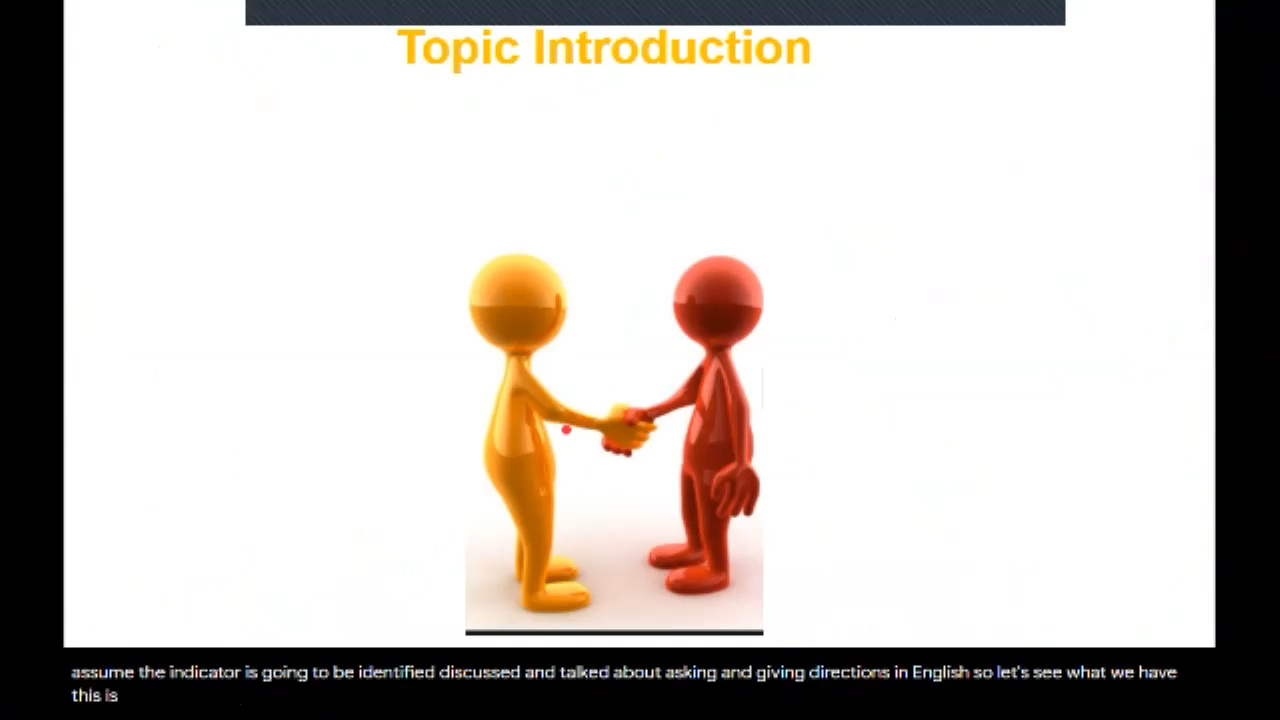 Topic Introduction
assume the indicator is going to be identified discussed and talked about asking and giving directions in English so let's see what we have
this is